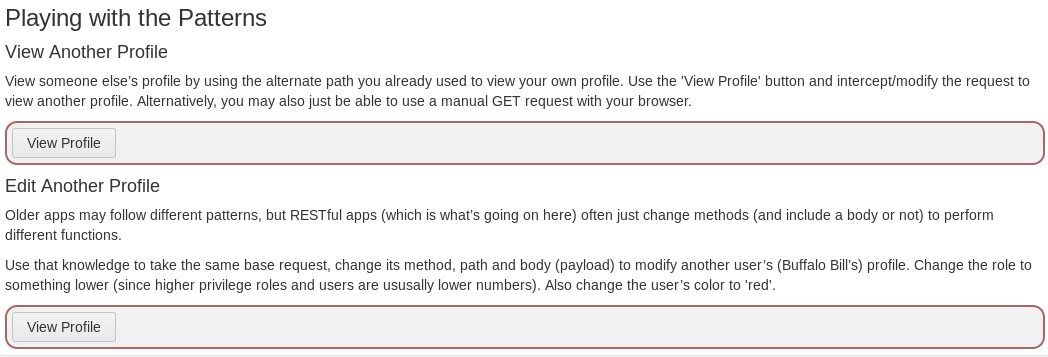 Playing with the Patterns
View Another Profile
View someone else's profile by using the alternate path you already used to view your own profile. Use the 'View Profile' button and intercept/modify the request to
view another profile. Alternatively, you may also just be able to use a manual GET request with your browser.
View Profile
Edit Another Profile
Older apps may follow different patterns, but RESTful apps (which is what's going on here) often just change methods (and include a body or not) to perform
different functions.
Use that knowledge to take the same base request, change its method, path and body (payload) to modify another user's (Buffalo Bill's) profile. Change the role to
something lower (since higher privilege roles and users are ususally lower numbers). Also change the user's color to 'red'.
View Profile